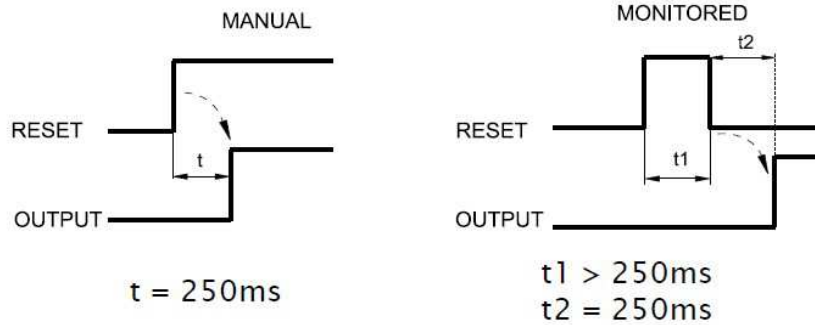 MANUAL
RESET
t
OUTPUT
t = 250ms
MONITORED
t2
RESET
t1
OUTPUT
t1 > 250ms
t2 = 250ms